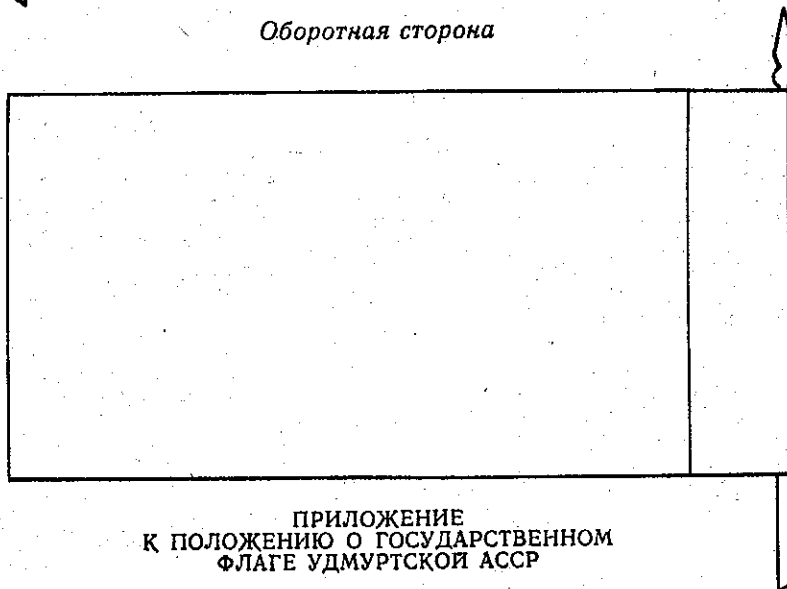 Оборотная сторона
ПРИЛОЖЕНИЕ
К ПОЛОЖЕНИЮ О ГОСУДАРСТВЕННОМ
ФЛАГЕ УДМУРТСКОЙ АССР